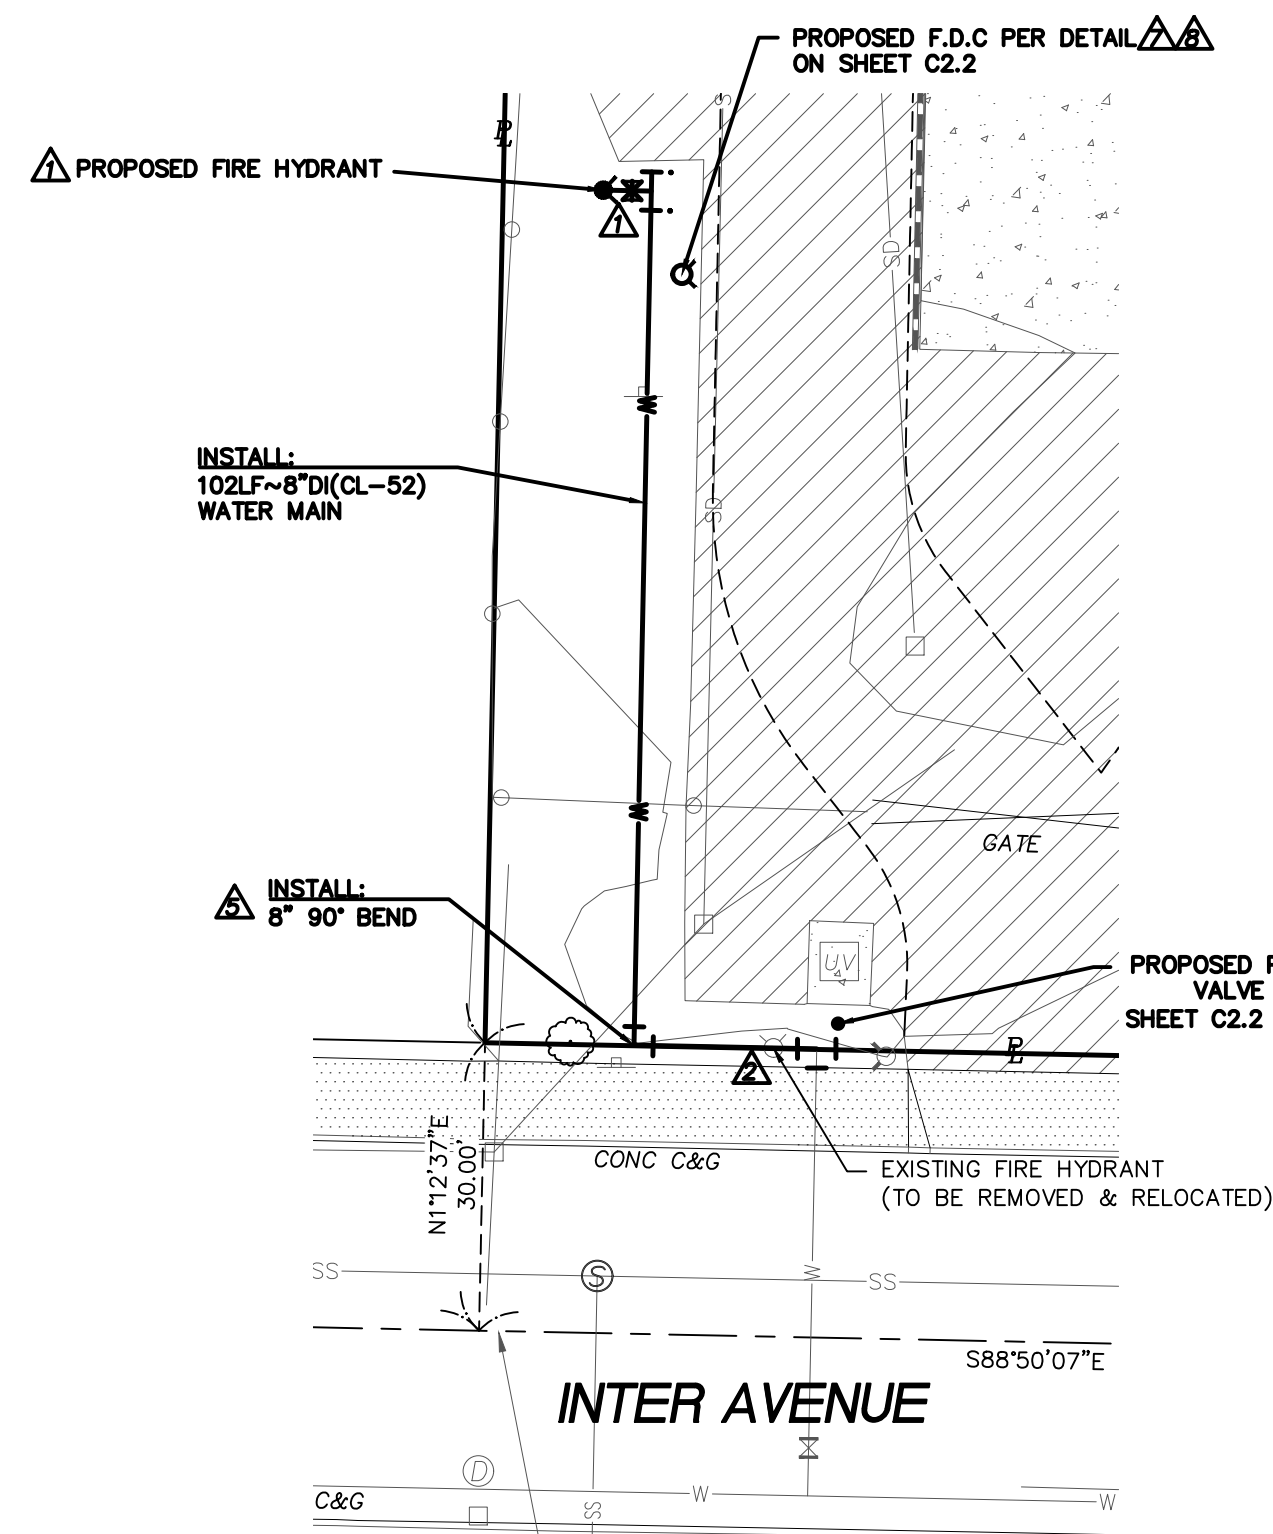 PROPOSED F.D.C PER DETAIL 7 8
ON SHEET C2.2
S
PL
1 PROPOSED FIRE HYDRANT
1
SD
W
INSTALL:
102LF~8"DI(CL-52)
WATER MAIN
SD
W
GATE
5 INSTALL:
8" 90° BEND
UV
PROPOSED
VALVE
SHEET C2.2
PL
2
N1°12'37"E
30.00'
CONC C&G
EXISTING FIRE HYDRANT
(TO BE REMOVED & RELOCATED)
SS
S
W
SS
S88°50'07"E
INTER AVENUE
D
C&G
SS
W
W